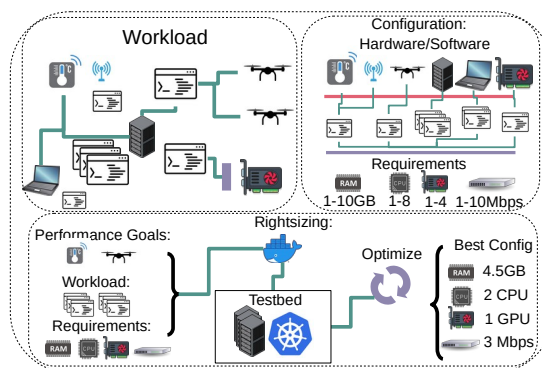 Workload
Configuration:
Hardware/Software
Requirements
RAM
CPU
1-10GB
1-8
1-4
1-10Mbps
Rightsizing:
Performance Goals:
Workload:
Requirements:
RAM
CPU
Testbed
Optimize
Best Config
RAM
4.5GB
CPU
2 CPU
1 GPU
3 Mbps